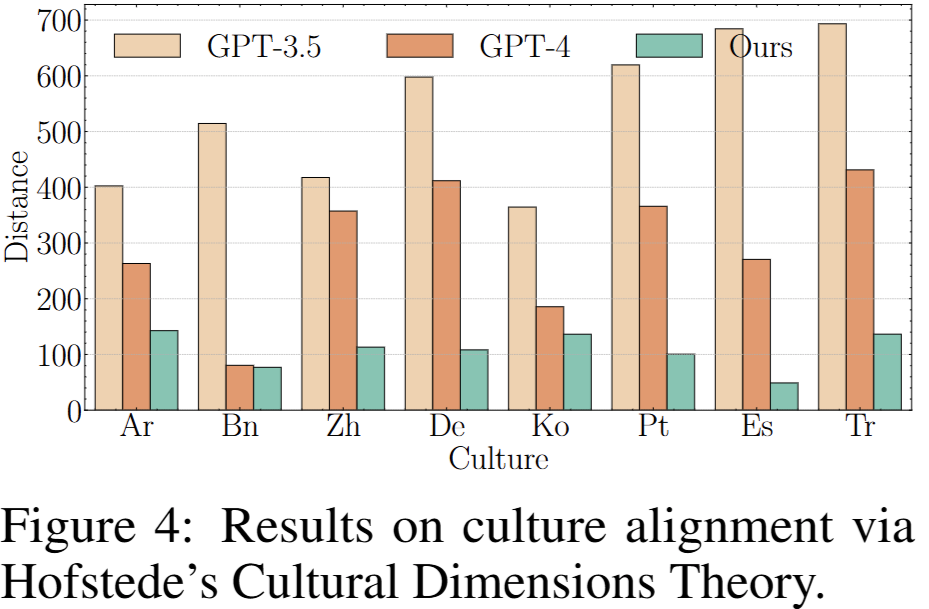 700
600
500
400
300
200
100
0
Distance
GPT-3.5 GPT-4 Ours
Ar Bn Zh De Ko Pt Es Tr
Culture
Figure 4: Results on culture alignment via
Hofstede's Cultural Dimensions Theory.